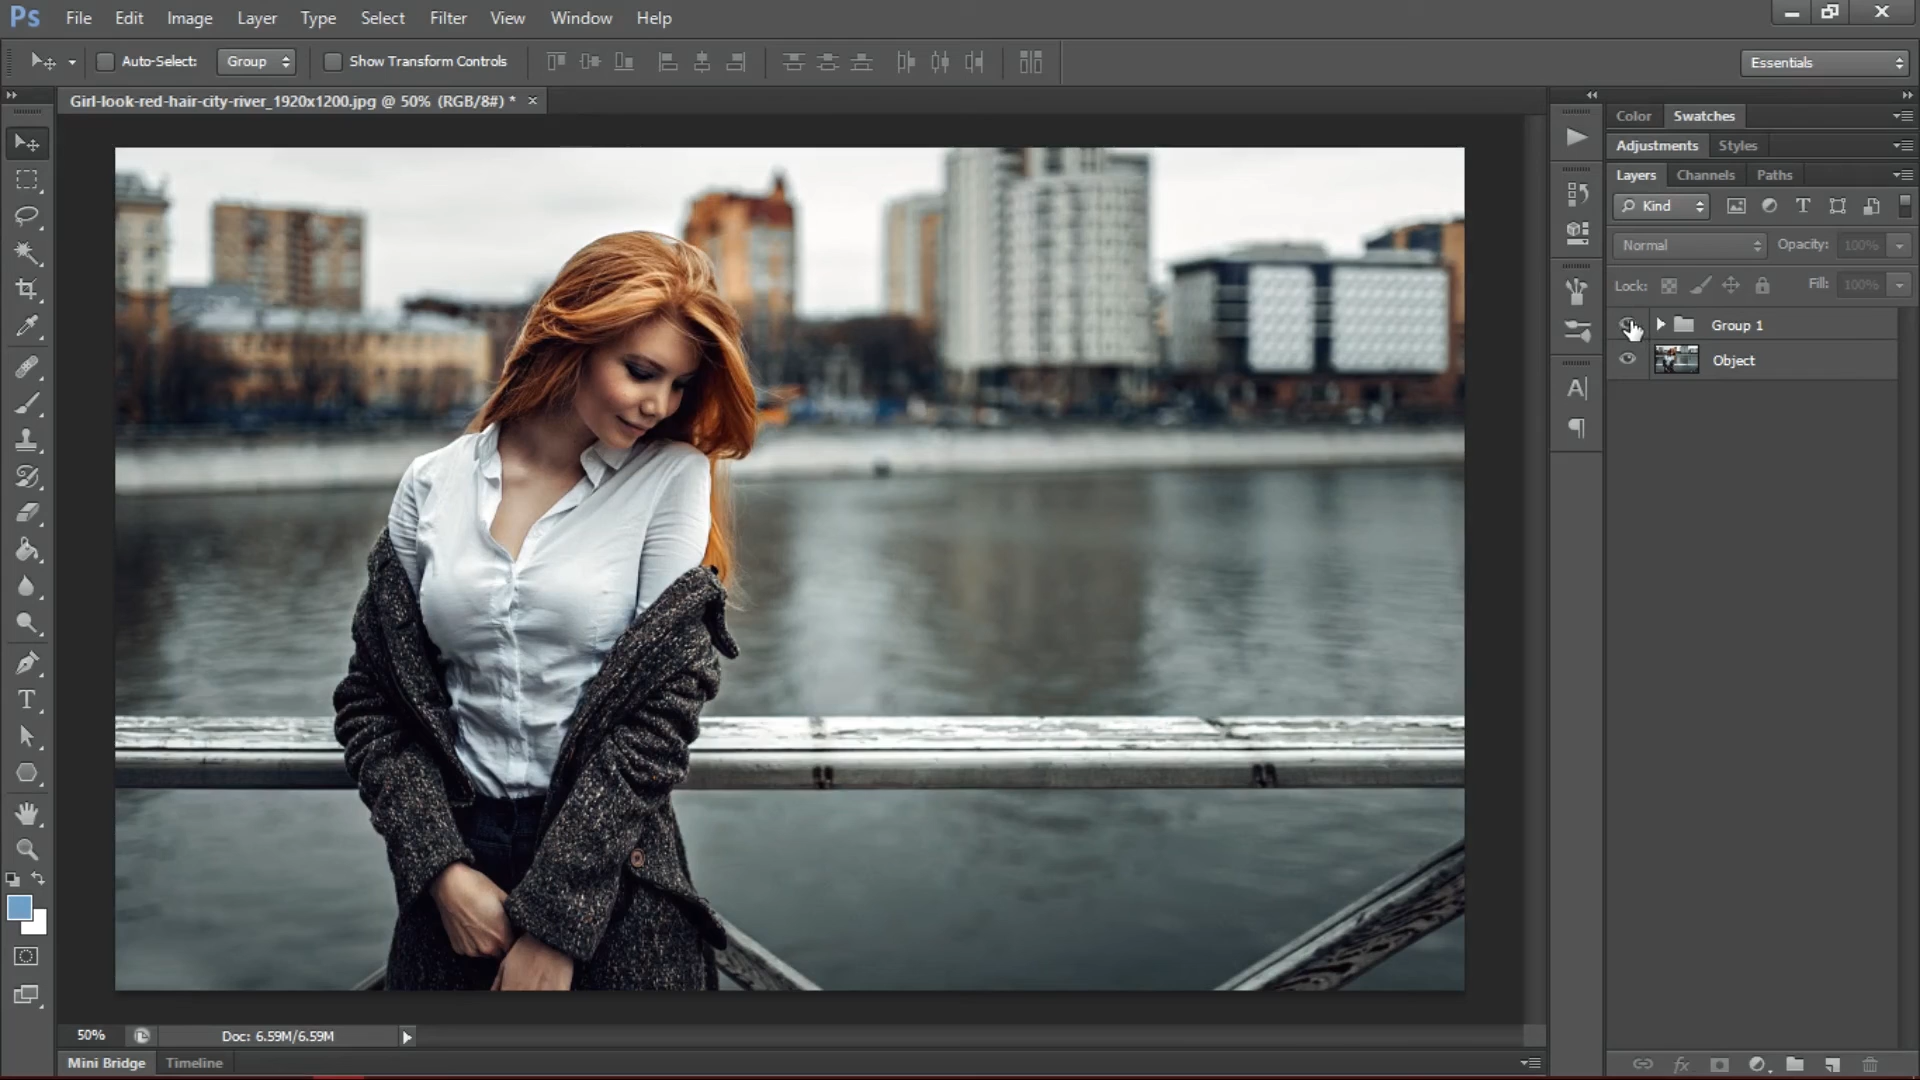 Ps File Edit Image Layer Type Select Filter View Window Help
Auto-Select: Group Show Transform Controls Essentials
Girl-look-red-hair-city-river_1920x1200.jpg @ 50% (RGB/8#) * ×
Color Swatches
Adjustments Styles
Layers Channels Paths
Kind
Normal Opacity: 100%
Lock: Fill: 100%
Group 1
Object
50% Doc: 6.59M/6.59M
Mini Bridge Timeline